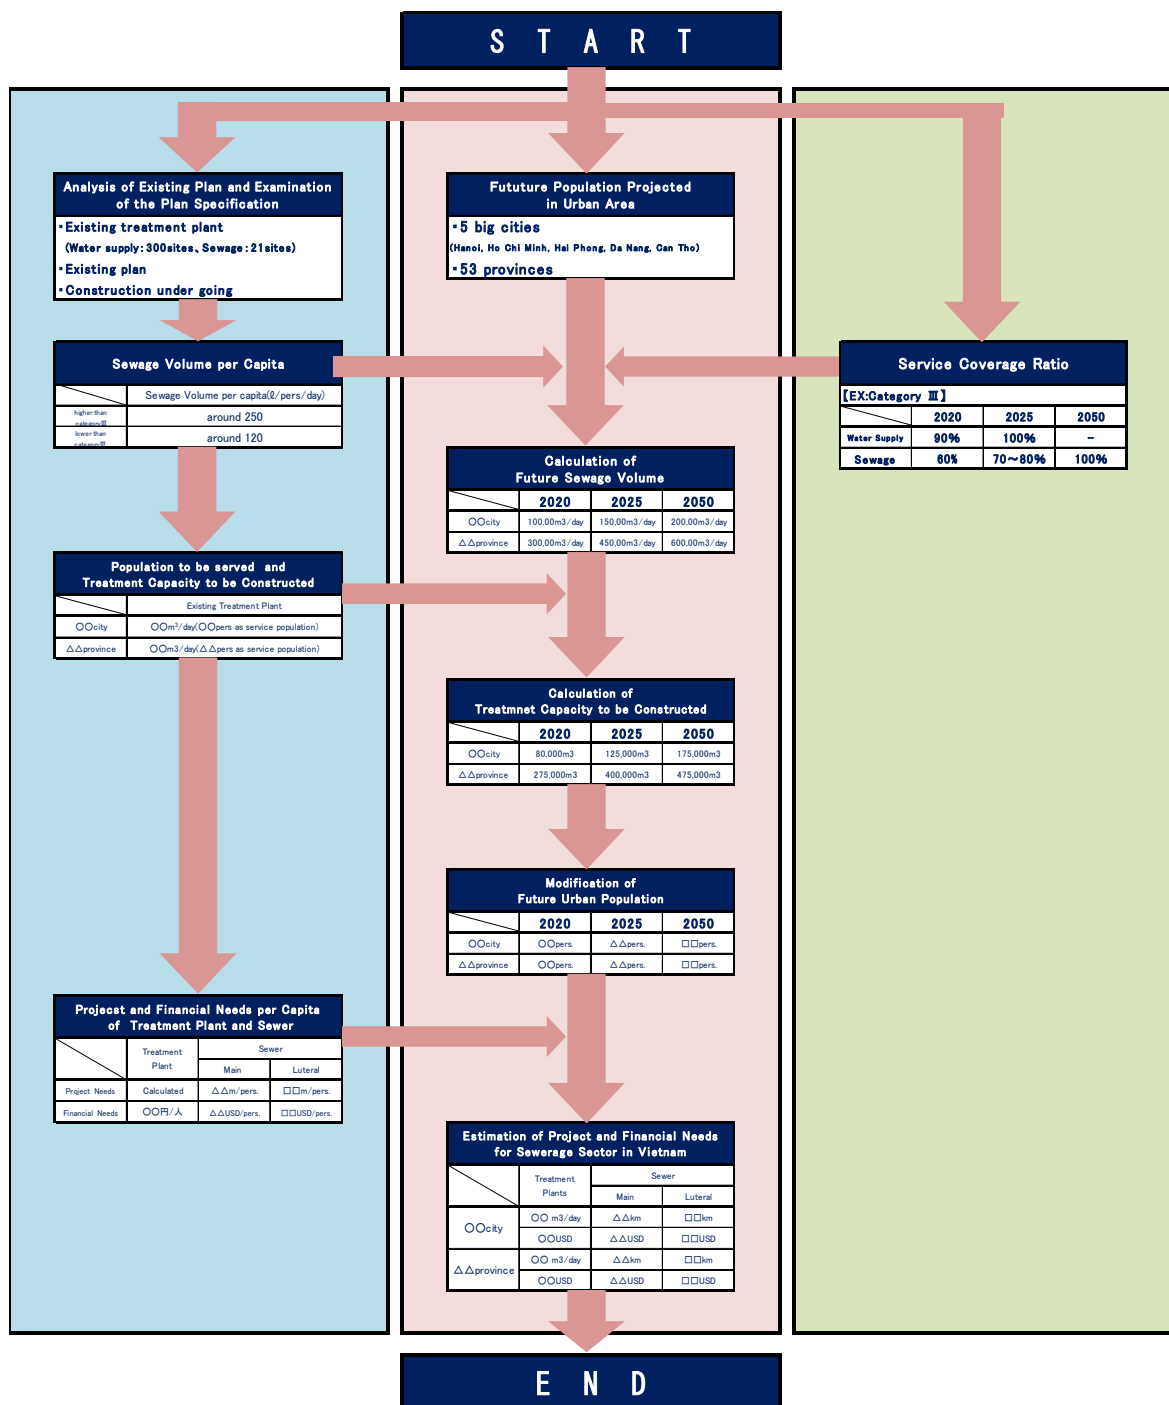 S T A R T
Analysis of Existing Plan and Examination
of the Plan Specification
・Existing treatment plant
(Water supply:300sites、Sewage:21sites)
・Existing plan
・Construction under going
Sewage Volume per Capita
Sewage Volume per capita(ℓ/pers/day)
higher than
categoryⅢ
around 250
lower than
categoryⅢ
around 120
Population to be served and
Treatment Capacity to be Constructed
Existing Treatment Plant
〇〇city 〇〇m³/day(〇〇pers as service population)
△△province 〇〇m3/day(△△pers as service population)
Projecst and Financial Needs per Capita
of Treatment Plant and Sewer
Treatment
Plant
Sewer
Main Luteral
Project Needs Calculated △△m/pers. □□m/pers.
Financial Needs 〇〇円/人 △△USD/pers. □□USD/pers.
Fututure Population Projected
in Urban Area
・5 big cities
(Hanoi, Ho Chi Minh, Hai Phong, Da Nang, Can Tho)
・53 provinces
Calculation of
Future Sewage Volume
2020 2025 2050
〇〇city 100,00m3/day 150,00m3/day 200,00m3/day
△△province 300,00m3/day 450,00m3/day 600,00m3/day
Calculation of
Treatmnet Capacity to be Constructed
2020 2025 2050
〇〇city 80,000m3 125,000m3 175,000m3
△△province 275,000m3 400,000m3 475,000m3
Modification of
Future Urban Population
2020 2025 2050
〇〇city 〇〇pers. △△pers. □□pers.
△△province 〇〇pers. △△pers. □□pers.
Estimation of Project and Financial Needs
for Sewerage Sector in Vietnam
Treatment
Plants
Sewer
Main Luteral
〇〇city
〇〇 m3/day △△km □□km
〇〇USD △△USD □□USD
△△province
〇〇 m3/day △△km □□km
〇〇USD △△USD □□USD
Service Coverage Ratio
【EX:Category Ⅲ】
2020 2025 2050
Water Supply 90% 100% －
Sewage 60% 70～80% 100%
E N D